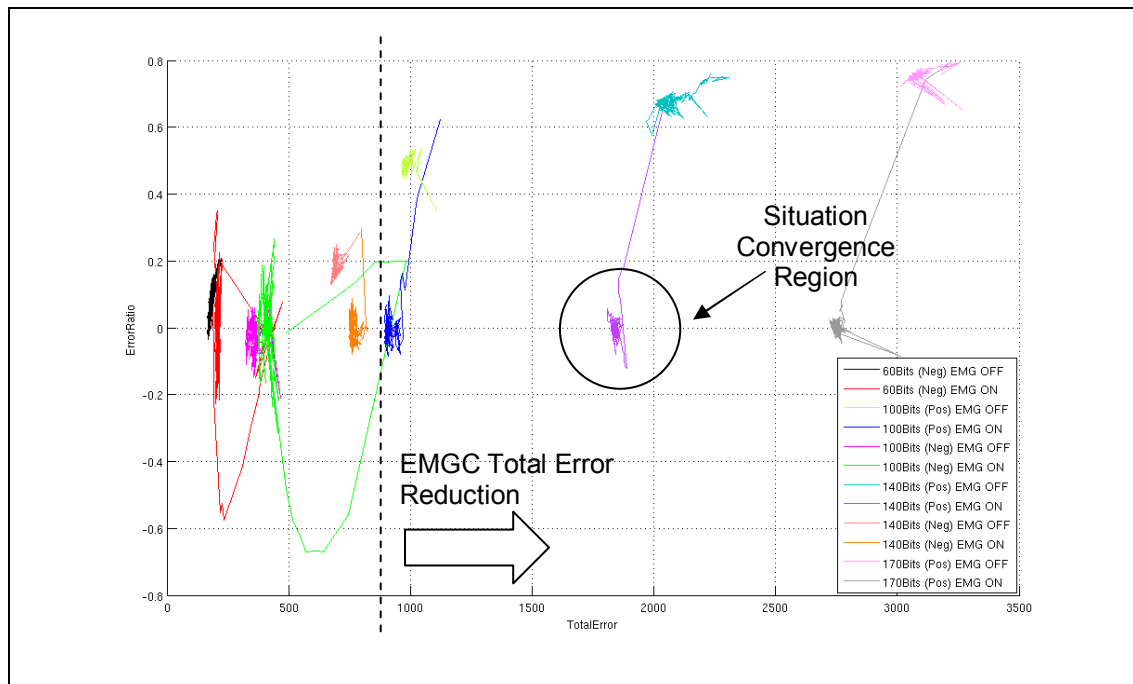 0.8
0.6
0.4
0.2
0
-0.2
-0.4
-0.6
-0.8
ErrorRatio
Situation
Convergence
Region
EMGC Total Error
Reduction
60Bits (Neg) EMG OFF
60Bits (Neg) EMG ON
100Bits (Pos) EMG OFF
100Bits (Pos) EMG ON
100Bits (Neg) EMG OFF
100Bits (Neg) EMG ON
140Bits (Pos) EMG OFF
140Bits (Pos) EMG ON
140Bits (Neg) EMG OFF
140Bits (Neg) EMG ON
170Bits (Pos) EMG OFF
170Bits (Pos) EMG ON
0 500 1000 1500 2000 2500 3000 3500
TotalError